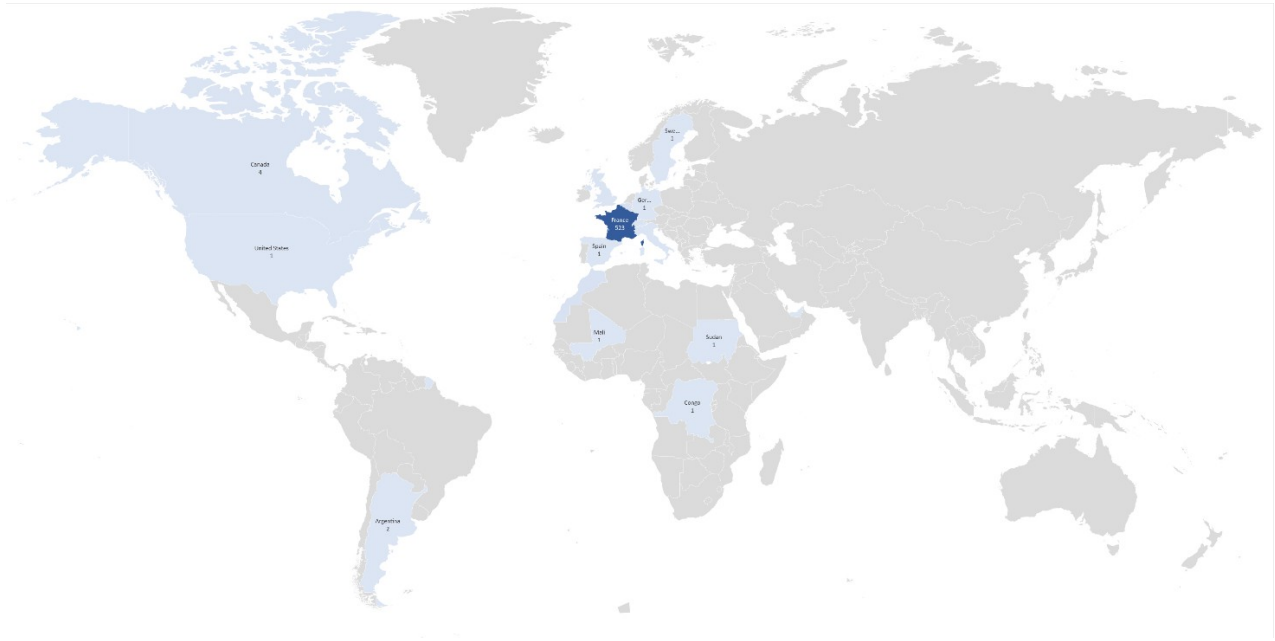 Canada
4
United States
1
Swe...
1
Ger...
1
France
533
Spain
1
Mali
1
Sudan
1
Congo
1
Argentina
2